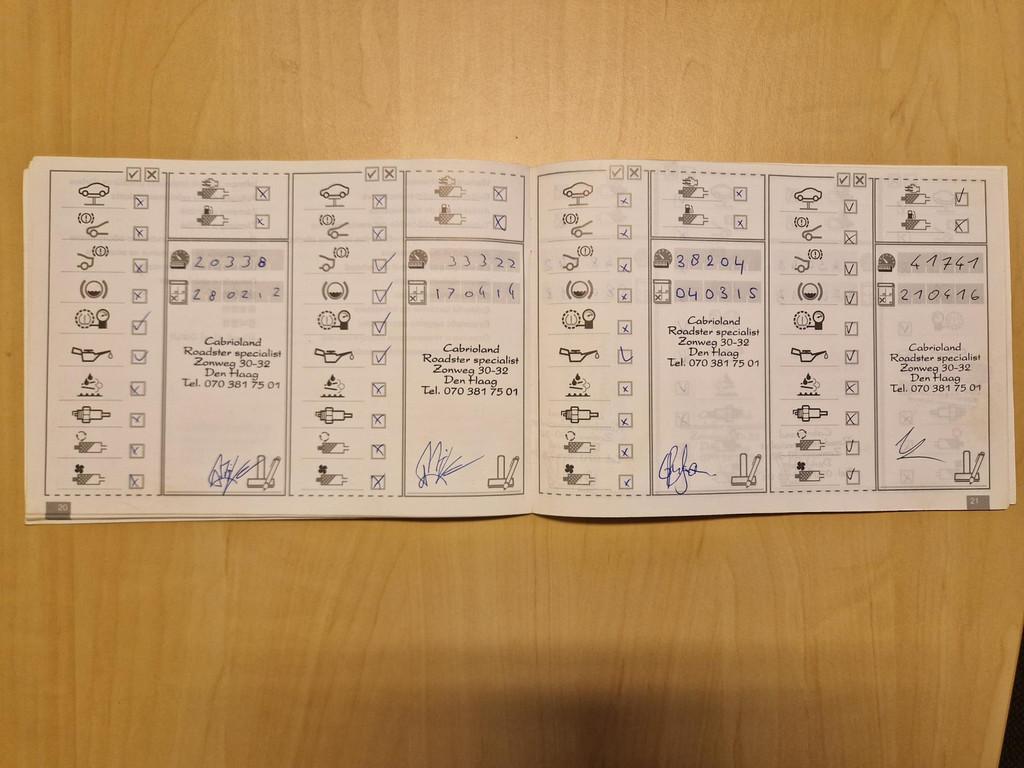 20338
280212
Cabrioland
Roadster specialist
Zonweg 30-32
Den Haag
Tel. 070 381 75 01
20
33322
170414
Cabrioland
Roadster specialist
Zonweg 30-32
Den Haag
Tel. 070 381 75 01
38204
040315
Cabrioland
Roadster specialist
Zonweg 30-32
Den Haag
Tel. 070 381 75 01
41741
210416
Cabrioland
Roadster specialist
Zonweg 30-32
Den Haag
Tel. 070 381 75 01
21